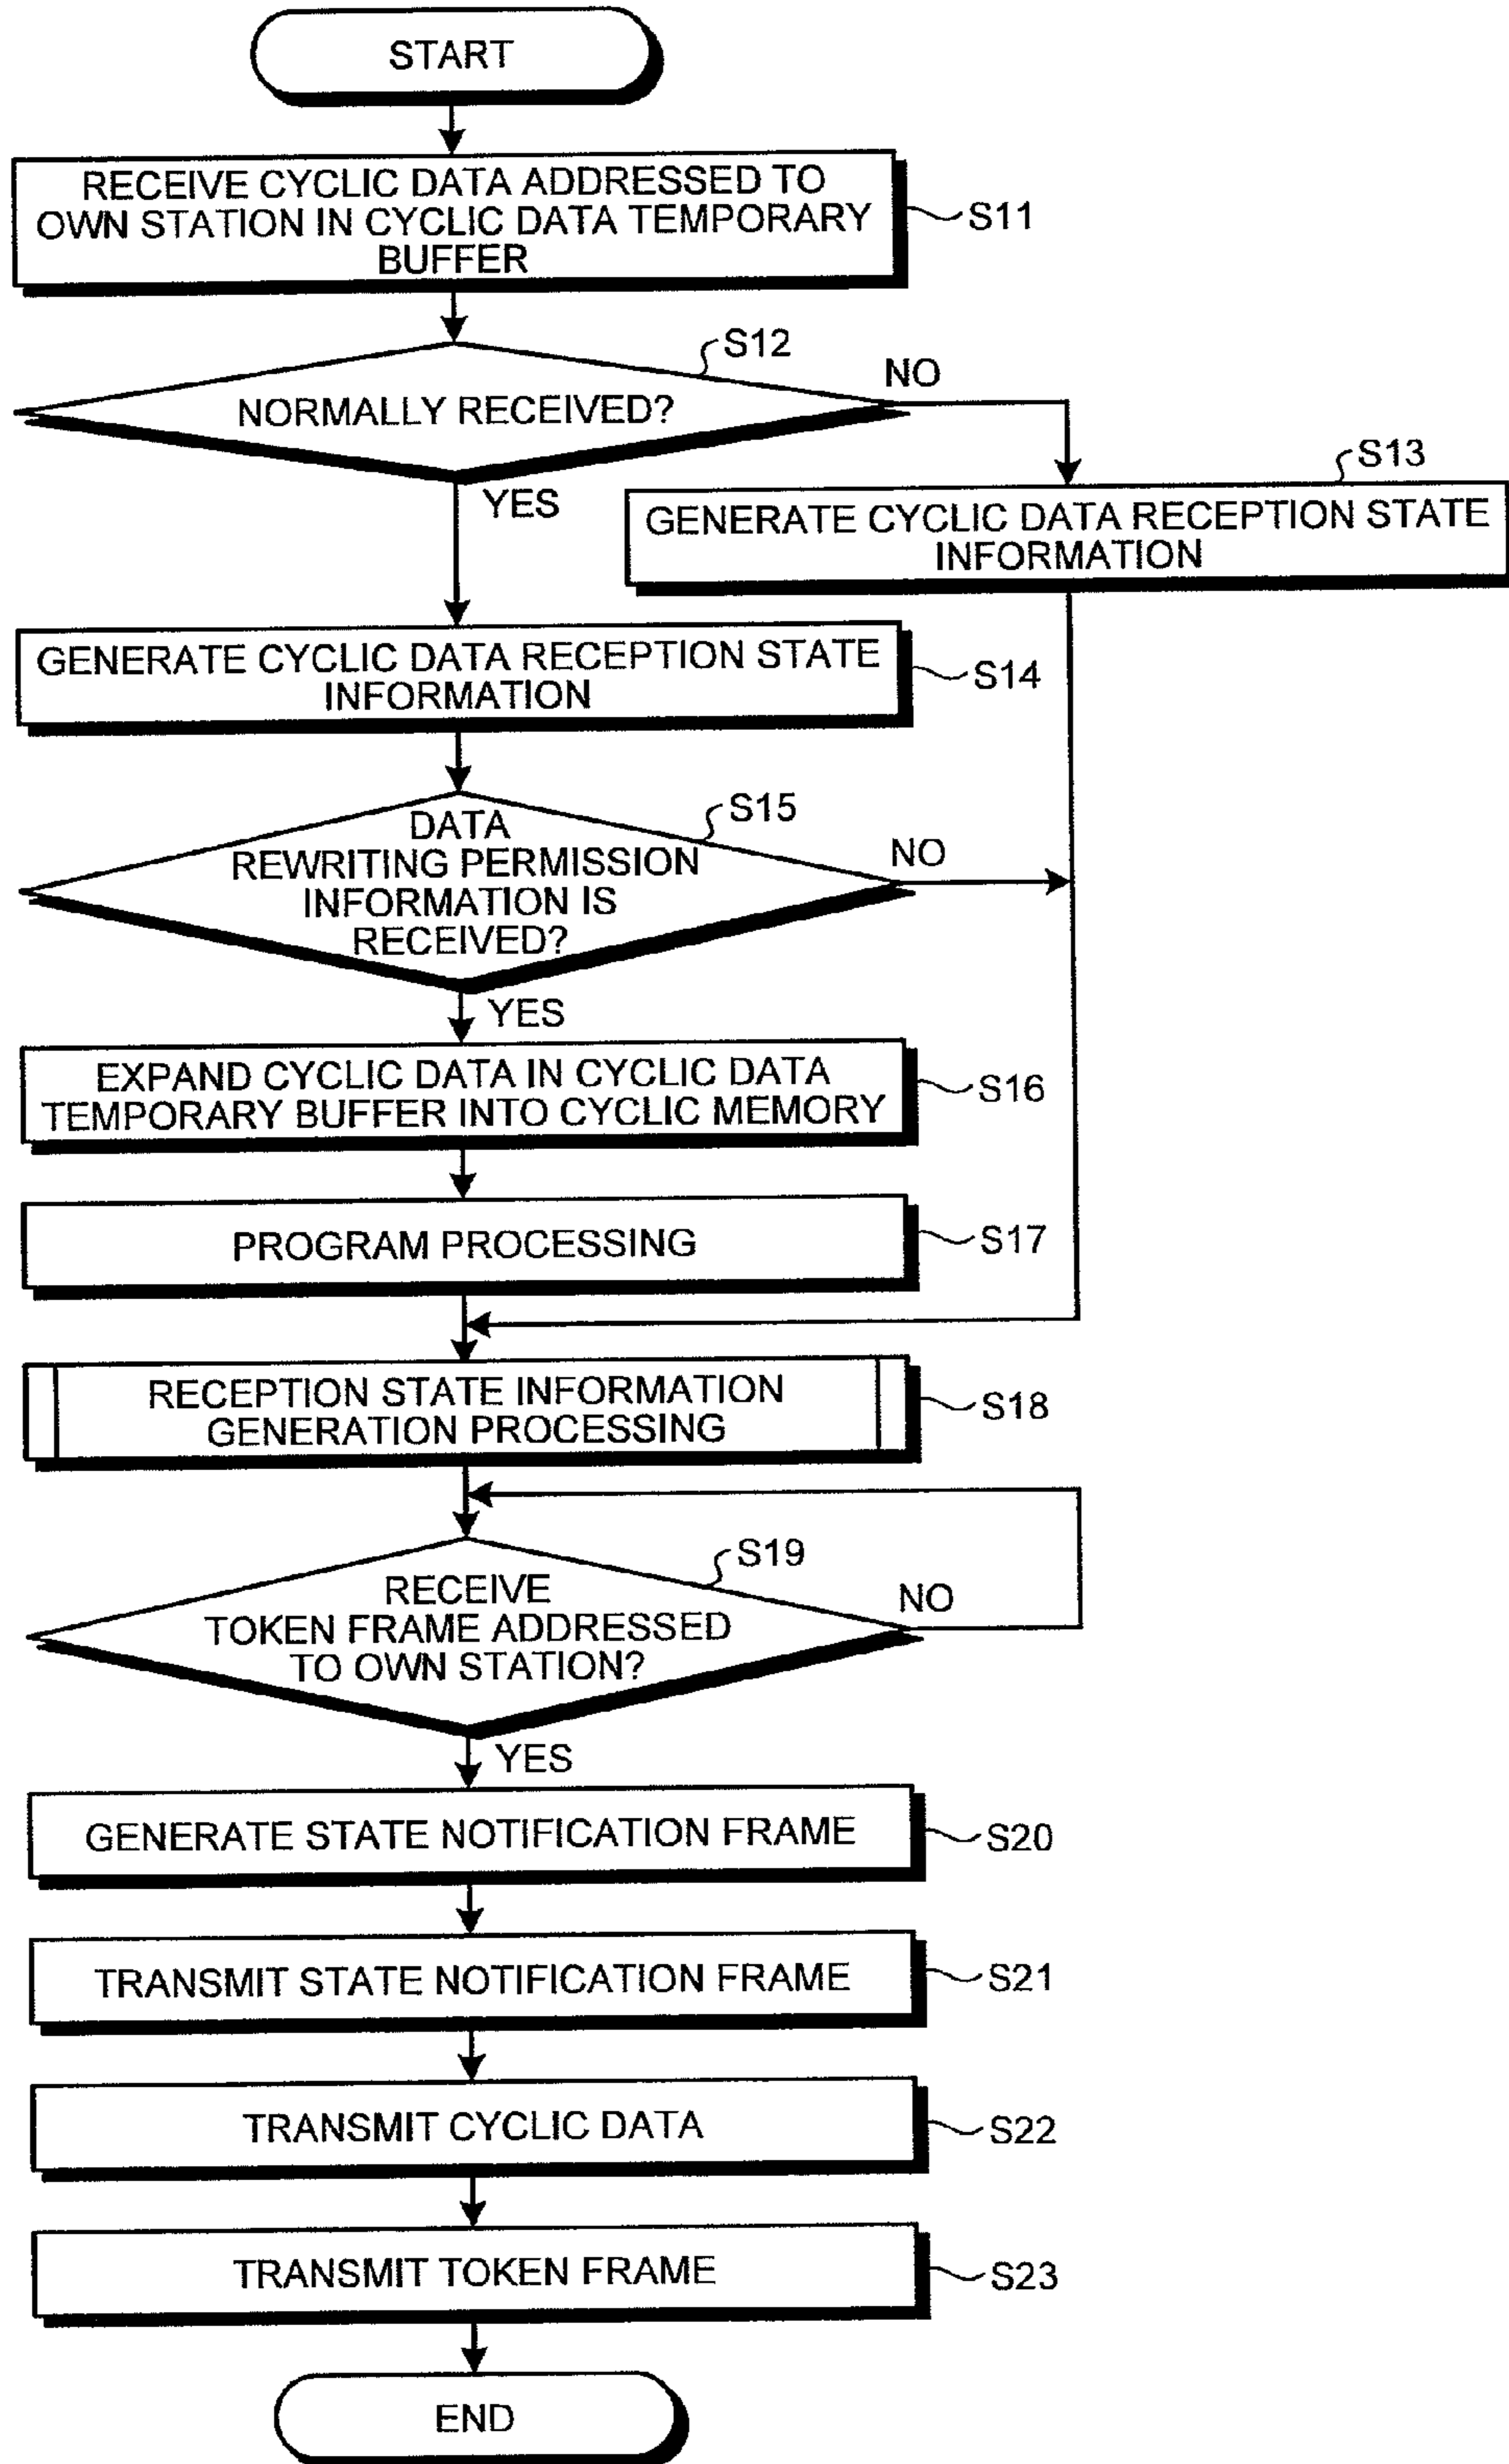 START
RECEIVE CYCLIC DATA ADDRESSED TO
OWN STATION IN CYCLIC DATA TEMPORARY
BUFFER
S11
S12
NORMALLY RECEIVED?
NO
YES
S13
GENERATE CYCLIC DATA RECEPTION STATE
INFORMATION
GENERATE CYCLIC DATA RECEPTION STATE
INFORMATION
S14
S15
DATA
REWRITING PERMISSION
INFORMATION IS
RECEIVED?
NO
YES
EXPAND CYCLIC DATA IN CYCLIC DATA
TEMPORARY BUFFER INTO CYCLIC MEMORY
S16
PROGRAM PROCESSING
S17
RECEPTION STATE INFORMATION
GENERATION PROCESSING
S18
S19
RECEIVE
TOKEN FRAME ADDRESSED
TO OWN STATION?
NO
YES
GENERATE STATE NOTIFICATION FRAME
S20
TRANSMIT STATE NOTIFICATION FRAME
S21
TRANSMIT CYCLIC DATA
S22
TRANSMIT TOKEN FRAME
S23
END